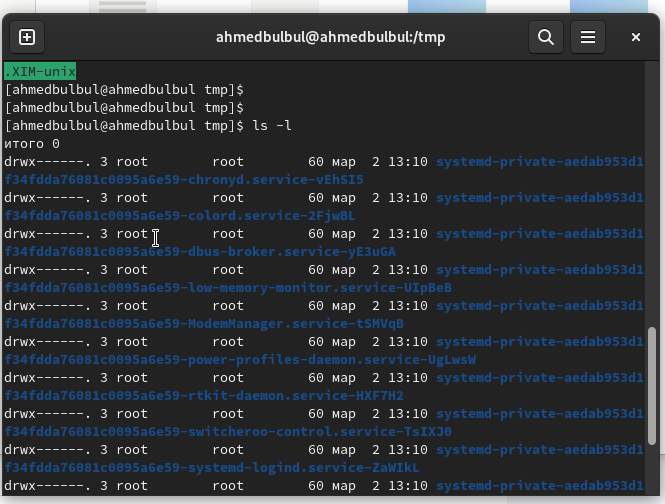 ahmedbulbul@ahmedbulbul:/tmp
.XIM-unix
[ahmedbulbul@ahmedbulbul tmp]$
[ahmedbulbul@ahmedbulbul tmp]$
[ahmedbulbul@ahmedbulbul tmp]$ ls -l
итого 0
drwx------. 3 root        root        60 мар  2 13:10 systemd-private-aedab953d1
f34fdda76081c0095a6e59-chronyd.service-vEhSI5
drwx------. 3 root        root        60 мар  2 13:10 systemd-private-aedab953d1
f34fdda76081c0095a6e59-colord.service-2FjwBL
drwx------. 3 root        root        60 мар  2 13:10 systemd-private-aedab953d1
f34fdda76081c0095a6e59-dbus-broker.service-yE3uGA
drwx------. 3 root        root        60 мар  2 13:10 systemd-private-aedab953d1
f34fdda76081c0095a6e59-low-memory-monitor.service-UIpBeB
drwx------. 3 root        root        60 мар  2 13:10 systemd-private-aedab953d1
f34fdda76081c0095a6e59-ModemManager.service-tSMVqB
drwx------. 3 root        root        60 мар  2 13:10 systemd-private-aedab953d1
f34fdda76081c0095a6e59-power-profiles-daemon.service-UgLwsW
drwx------. 3 root        root        60 мар  2 13:10 systemd-private-aedab953d1
f34fdda76081c0095a6e59-rtkit-daemon.service-HXF7H2
drwx------. 3 root        root        60 мар  2 13:10 systemd-private-aedab953d1
f34fdda76081c0095a6e59-switcheroo-control.service-TsIXJ0
drwx------. 3 root        root        60 мар  2 13:10 systemd-private-aedab953d1
f34fdda76081c0095a6e59-systemd-logind.service-ZaWIkL
drwx------. 3 root        root        60 мар  2 13:10 systemd-private-aedab953d1